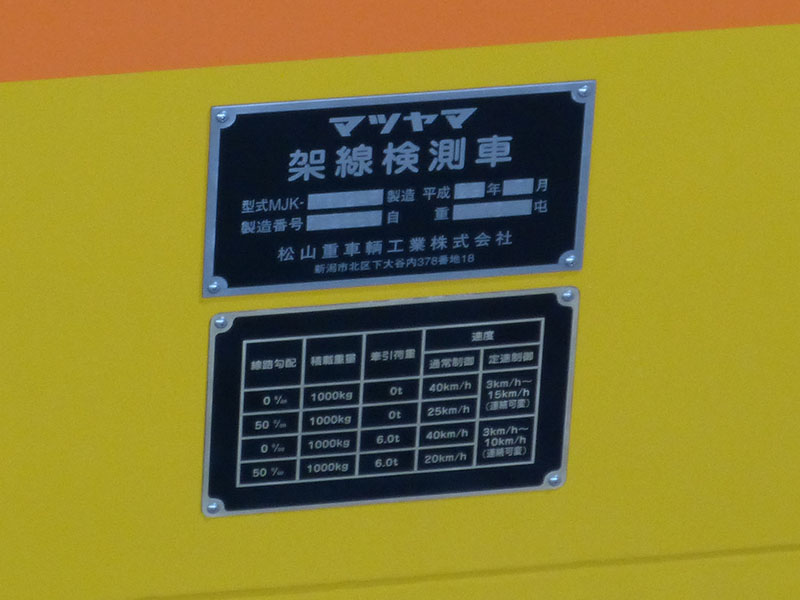 マツヤマ
架線検測車
型式MJK- 製造 平成 年 月
製造番号 自 重 屯
松山重車輌工業株式会社
新潟市北区下大谷内378番地18
線路勾配 積載重量 牽引荷重 速度
通常制御 定速制御
0‰ 1000kg 0t 40km/h 3km/h〜
15km/h
(連続可変)
50‰ 1000kg 0t 25km/h
0‰ 1000kg 6.0t 40km/h 3km/h〜
10km/h
(連続可変)
50‰ 1000kg 6.0t 20km/h